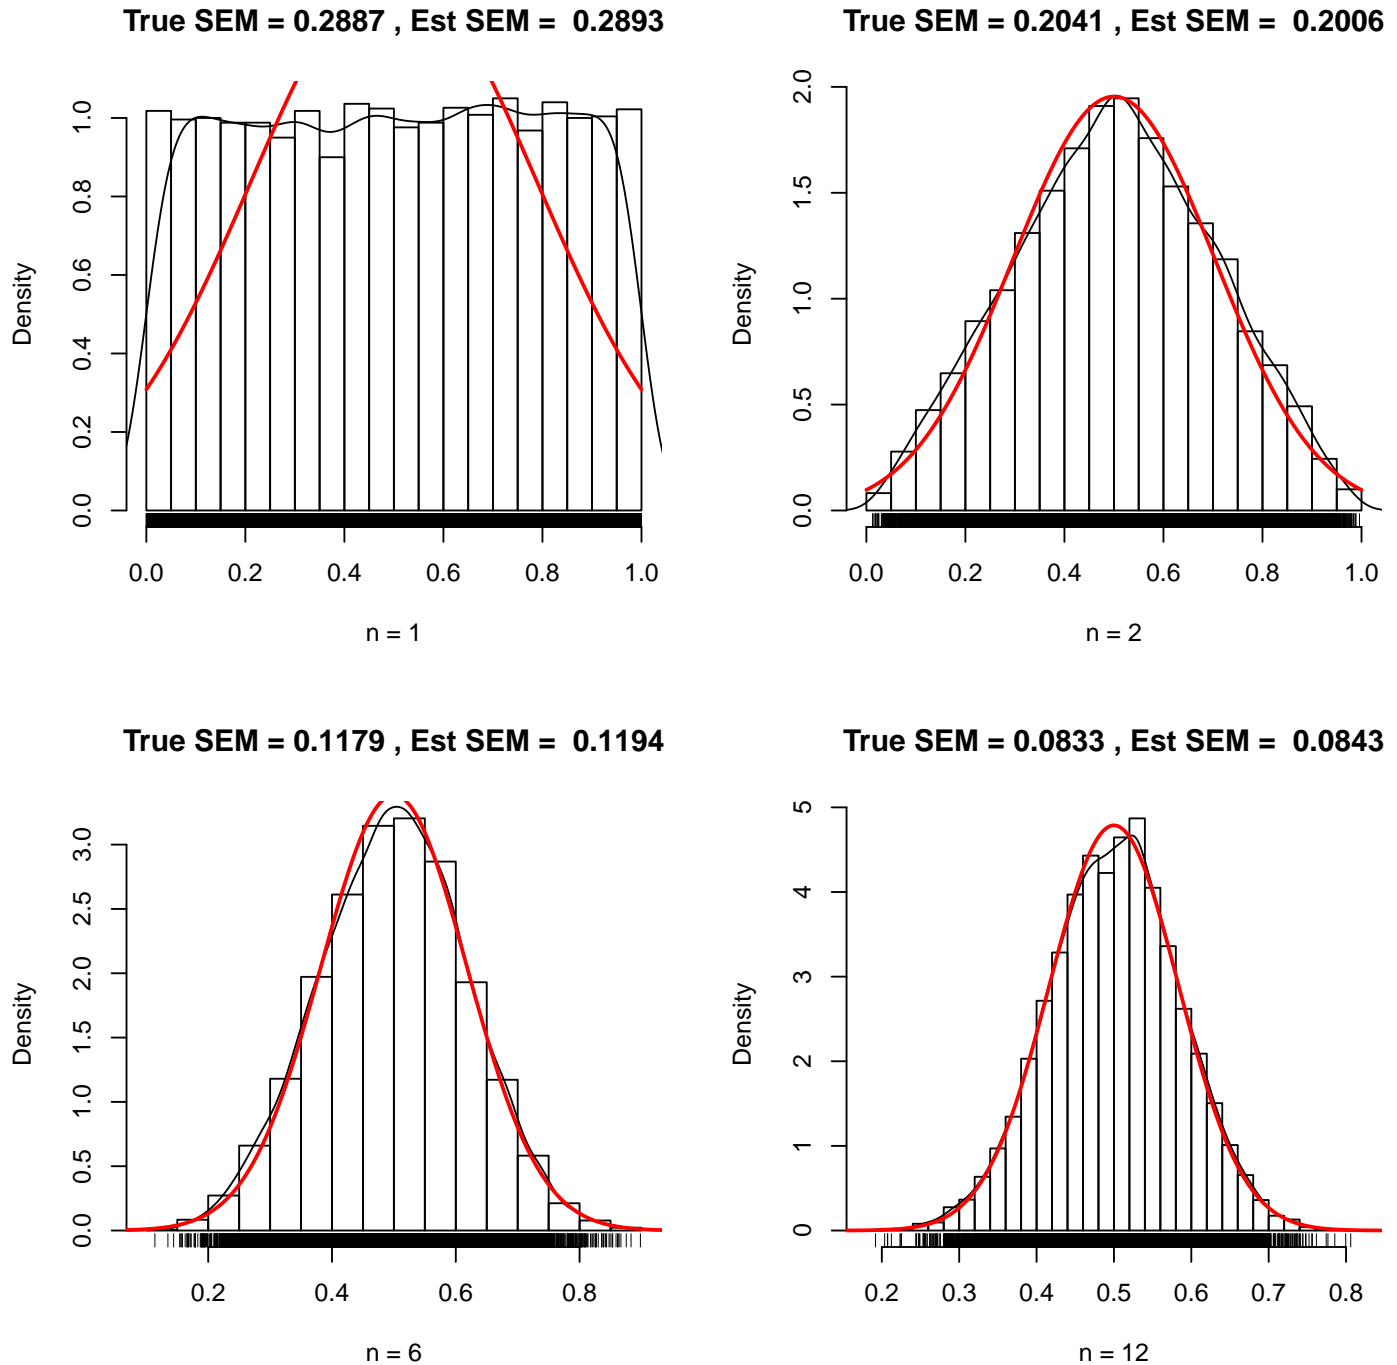 True SEM = 0.2887 , Est SEM =  0.2893
Density
0.0 0.2 0.4 0.6 0.8 1.0
0.0 0.2 0.4 0.6 0.8 1.0
n = 1
True SEM = 0.2041 , Est SEM =  0.2006
Density
0.0 0.5 1.0 1.5 2.0
0.0 0.2 0.4 0.6 0.8 1.0
n = 2
True SEM = 0.1179 , Est SEM =  0.1194
Density
0.0 0.5 1.0 1.5 2.0 2.5 3.0
0.2 0.4 0.6 0.8
n = 6
True SEM = 0.0833 , Est SEM =  0.0843
Density
0 1 2 3 4 5
0.2 0.3 0.4 0.5 0.6 0.7 0.8
n = 12